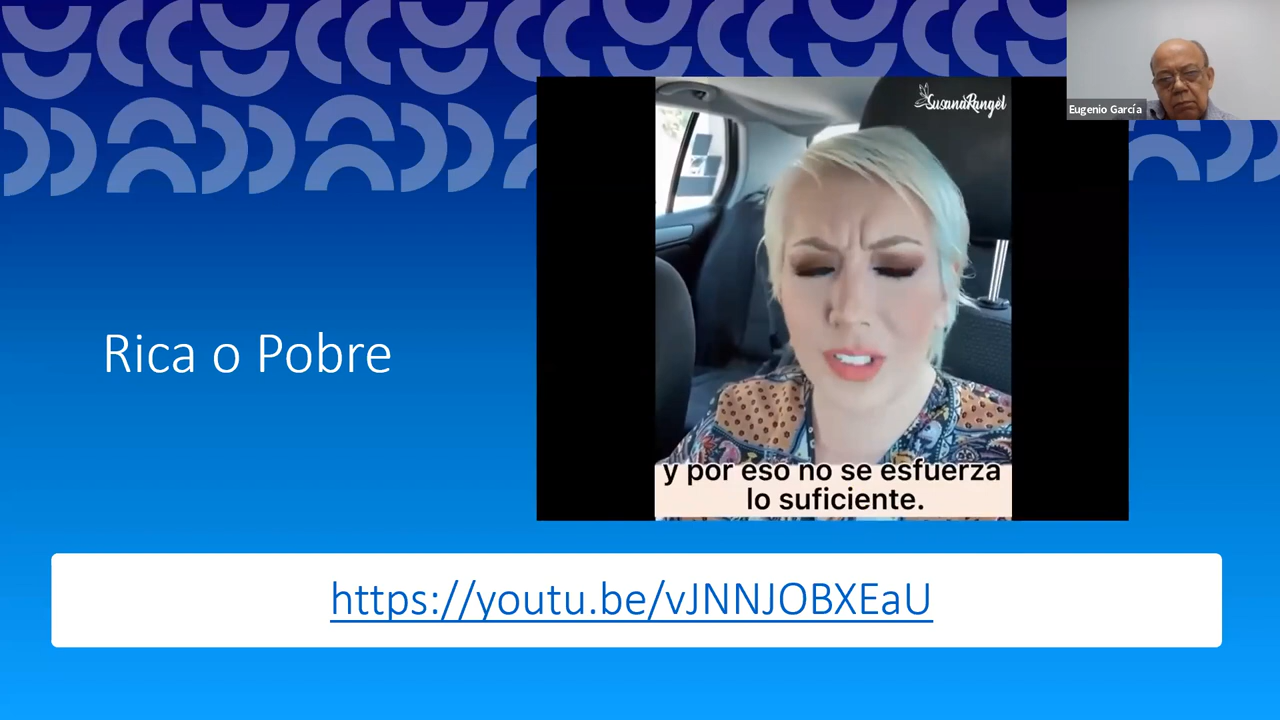 SusanaRangel
Eugenio García
Rica o Pobre
y por eso no se esfuerza
lo suficiente.
https://youtu.be/vJNNJOBXEaU